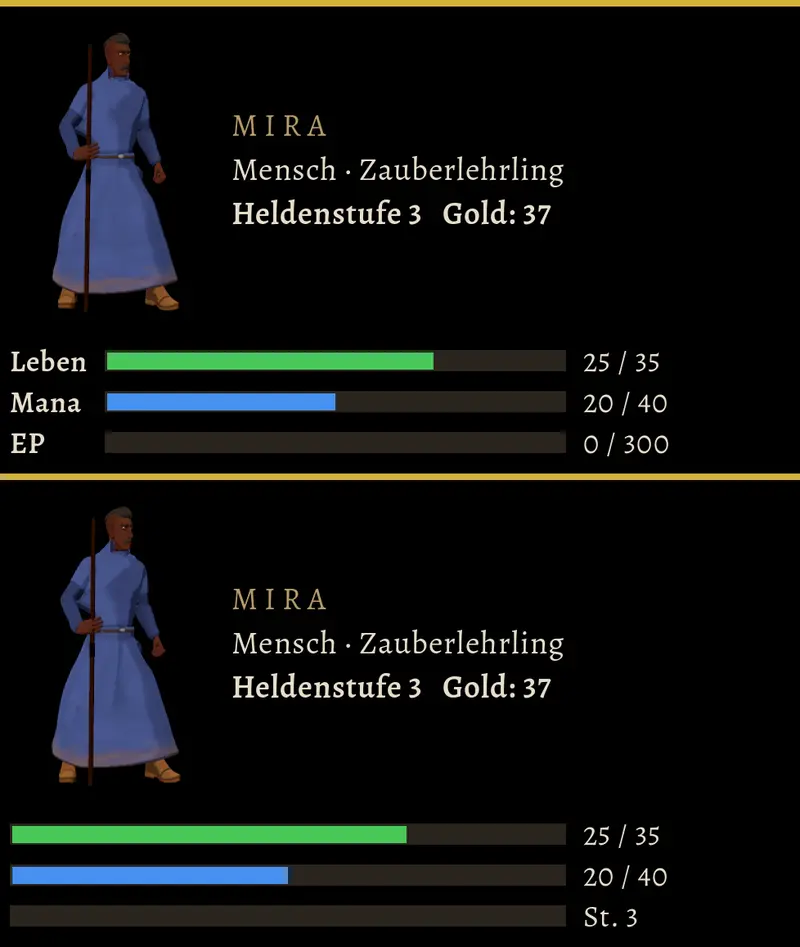 MIRA
Mensch · Zauberlehrling
Heldenstufe 3 Gold: 37
Leben 25 / 35
Mana 20 / 40
EP 0 / 300
MIRA
Mensch · Zauberlehrling
Heldenstufe 3 Gold: 37
25 / 35
20 / 40
St. 3